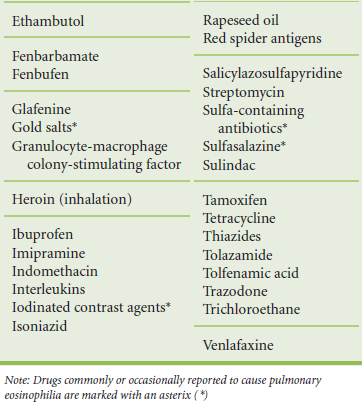 Ethambutol
Fenbarbamate
Fenbufen
Glafenine
Gold salts*
Granulocyte-macrophage
colony-stimulating factor
Heroin (inhalation)
Ibuprofen
Imipramine
Indomethacin
Interleukins
Iodinated contrast agents*
Isoniazid
Rapeseed oil
Red spider antigens
Salicylazosulfapyridine
Streptomycin
Sulfa-containing
antibiotics*
Sulfasalazine*
Sulindac
Tamoxifen
Tetracycline
Thiazides
Tolazamide
Tolfenamic acid
Trazodone
Trichloroethane
Venlafaxine
Note: Drugs commonly or occasionally reported to cause pulmonary
eosinophilia are marked with an asterix (*)